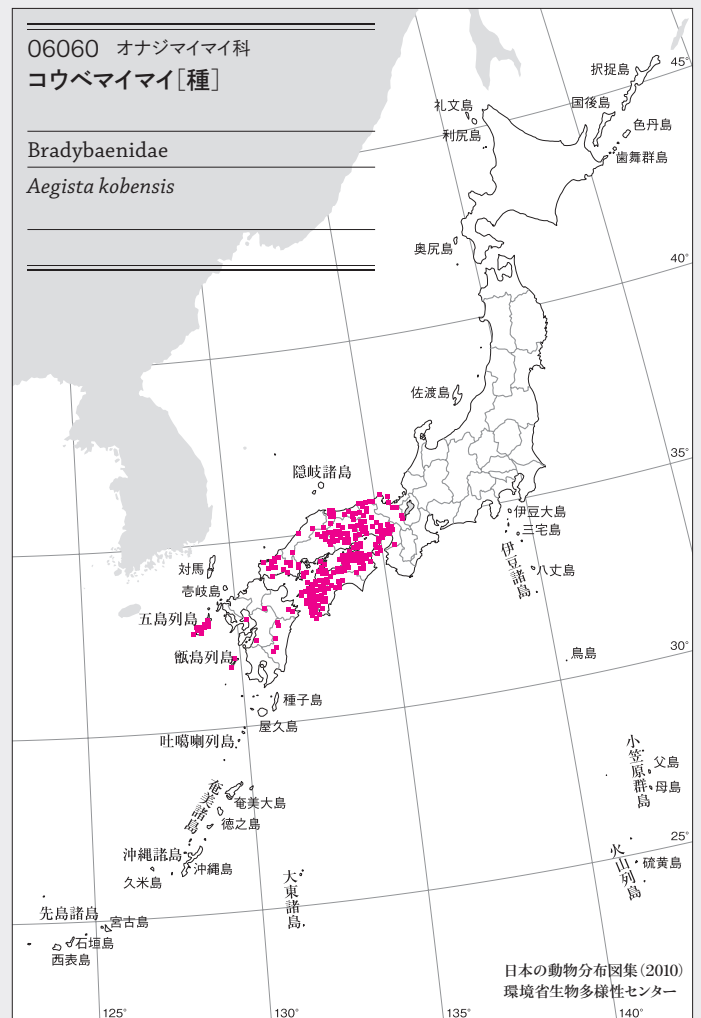 06060 オナジマイマイ科
コウベマイマイ[種]
Bradybaenidae
Aegista kobensis
択捉島
45°
礼文島
国後島
利尻島
色丹島
歯舞群島
奥尻島
40°
佐渡島
35°
隠岐諸島
伊豆大島
三宅島
伊豆諸島
八丈島
対馬
壱岐島
五島列島
甑島列島
鳥島
30°
種子島
屋久島
吐噶喇列島
小笠原群島
父島
母島
奄美諸島
奄美大島
徳之島
25°
沖縄諸島
沖縄島
久米島
火山列島
硫黄島
大東諸島
先島諸島
宮古島
石垣島
西表島
日本の動物分布図集(2010)
環境省生物多様性センター
125°
130°
135°
140°